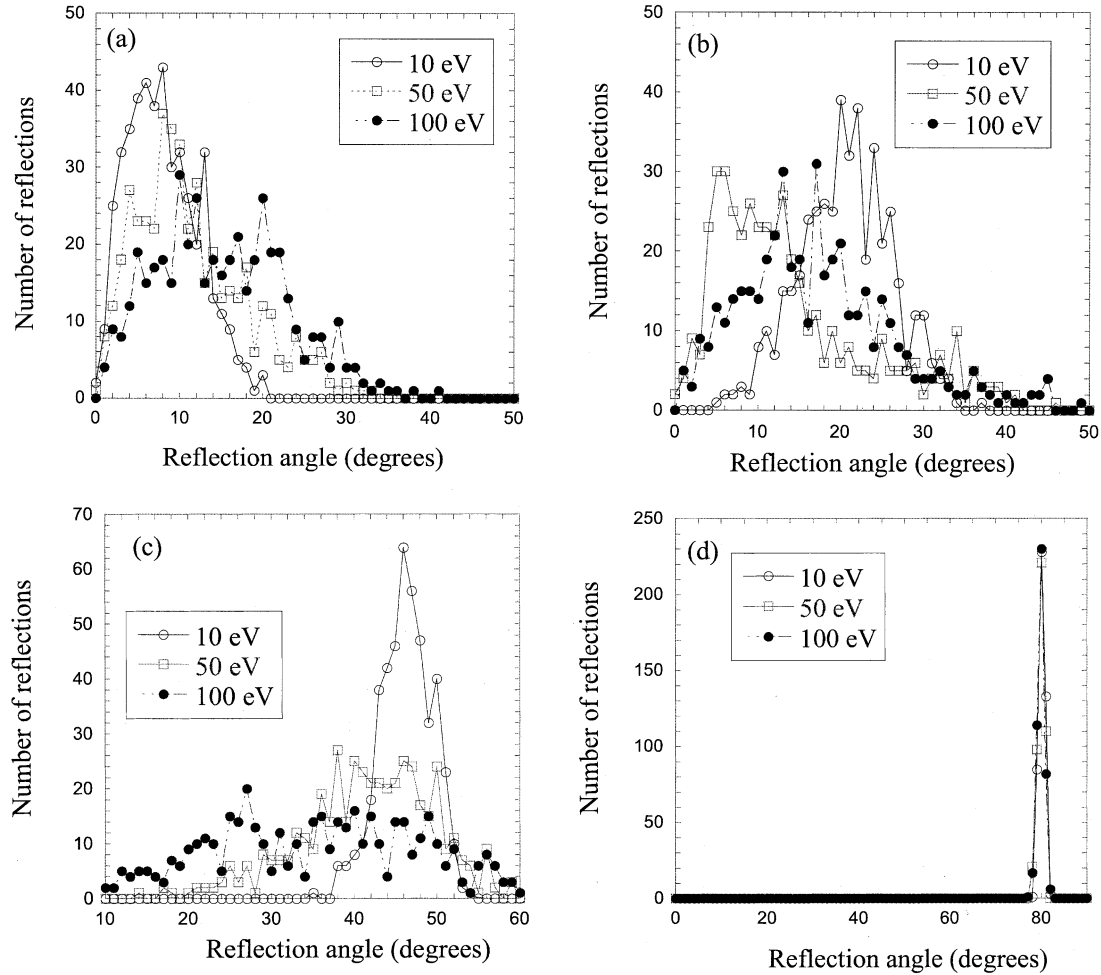 (a)
10 eV
50 eV
100 eV
50
40
30
20
10
0
Number of reflections
0 10 20 30 40 50
Reflection angle (degrees)
(b)
10 eV
50 eV
100 eV
50
40
30
20
10
0
Number of reflections
0 10 20 30 40 50
Reflection angle (degrees)
(c)
10 eV
50 eV
100 eV
70
60
50
40
30
20
10
0
Number of reflections
10 20 30 40 50 60
Reflection angle (degrees)
(d)
10 eV
50 eV
100 eV
250
200
150
100
50
0
Number of reflections
0 20 40 60 80
Reflection angle (degrees)